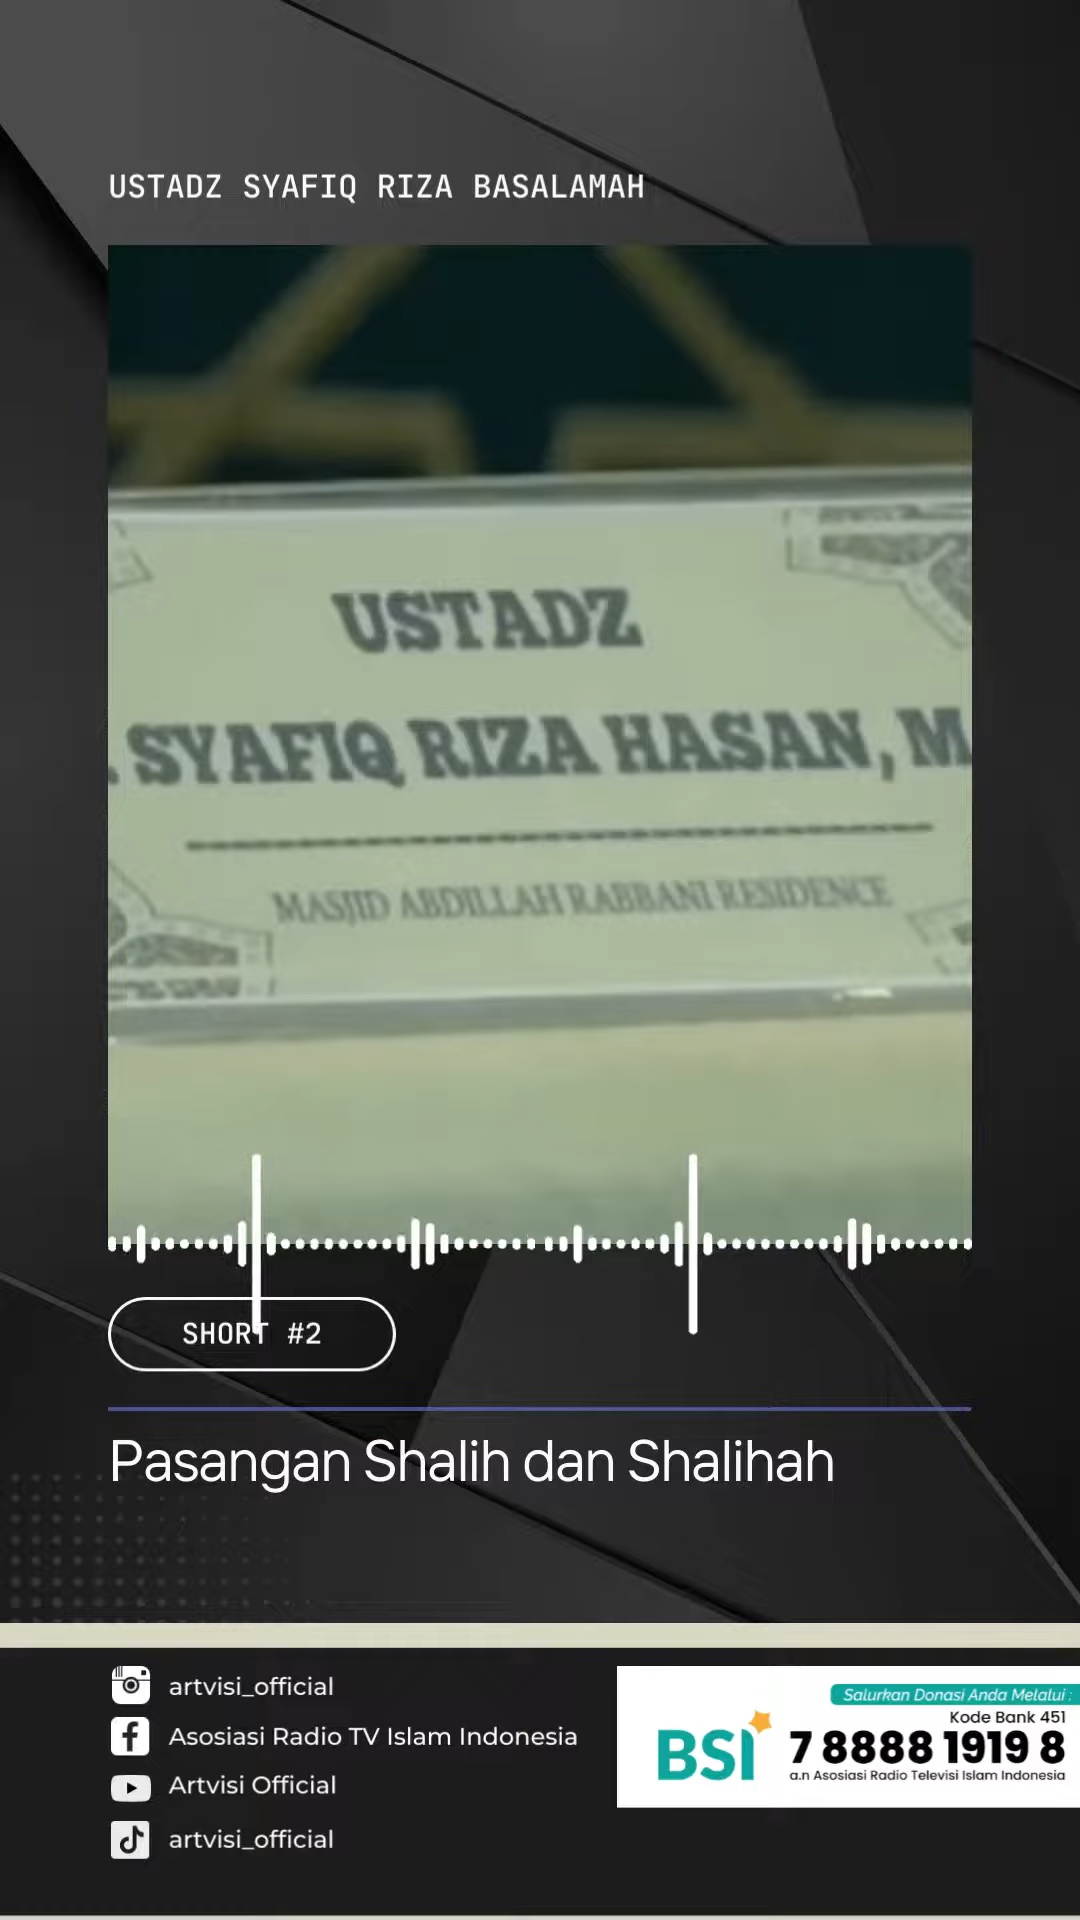 USTADZ SYAFIQ RIZA BASALAMAH
USTADZ
. SYAFIQ RIZA HASAN, M
MASJID ABDILLAH RABBANI RESIDENCE
SHORT #2
Pasangan Shalih dan Shalihah
artvisi_official
Asosiasi Radio TV Islam Indonesia
Artvisi Official
artvisi_official
Salurkan Donasi Anda Melalui :
Kode Bank 451
BSI
7 8888 1919 8
a.n Asosiasi Radio Televisi Islam Indonesia